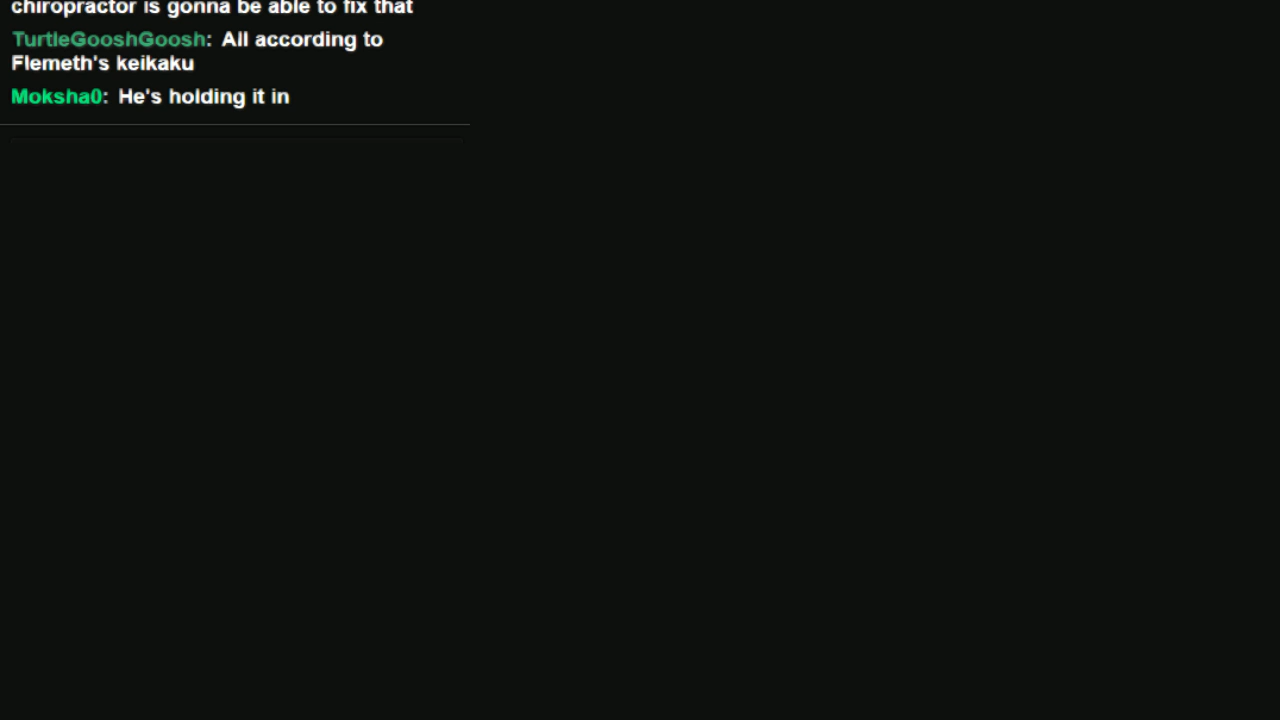 chiropractor is gonna be able to fix that
TurtleGooshGoosh: All according to
Flemeth's keikaku
Moksha0: He's holding it in